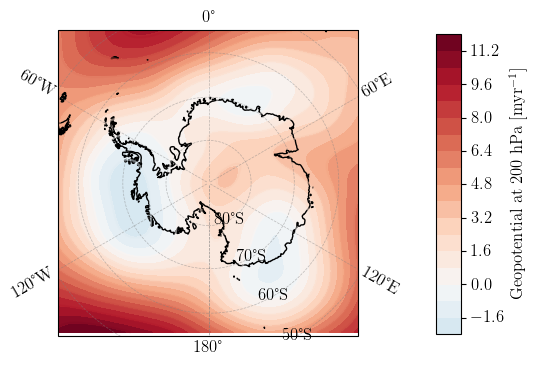 0°
60°W
60°E
80°S
70°S
60°S
50°S
120°W
120°E
180°
11.2
9.6
8.0
6.4
4.8
3.2
1.6
0.0
−1.6
Geopotential at 200 hPa [myr⁻¹]